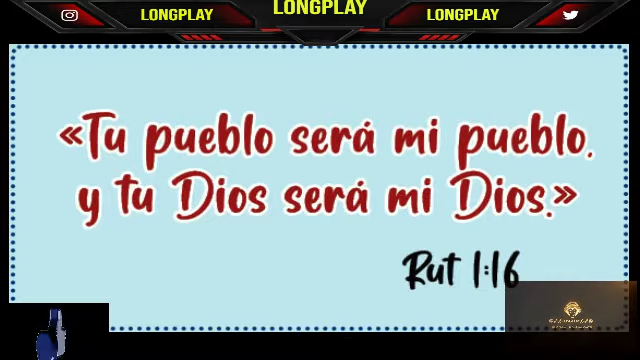 LONGPLAY
LONGPLAY
LONGPLAY
«Tu pueblo será mi pueblo,
y tu Dios será mi Dios.»
Rut 1:16